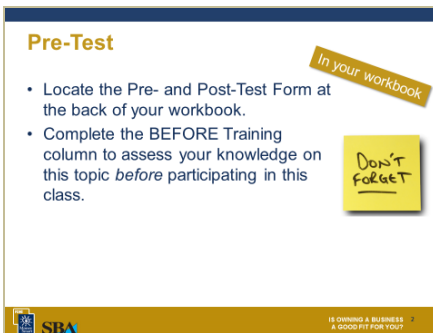 Pre-Test
In your workbook
• Locate the Pre- and Post-Test Form at
the back of your workbook.
• Complete the BEFORE Training
column to assess your knowledge on
this topic before participating in this
class.
DON'T
FORGET
SBA
IS OWNING A BUSINESS 2
A GOOD FIT FOR YOU?